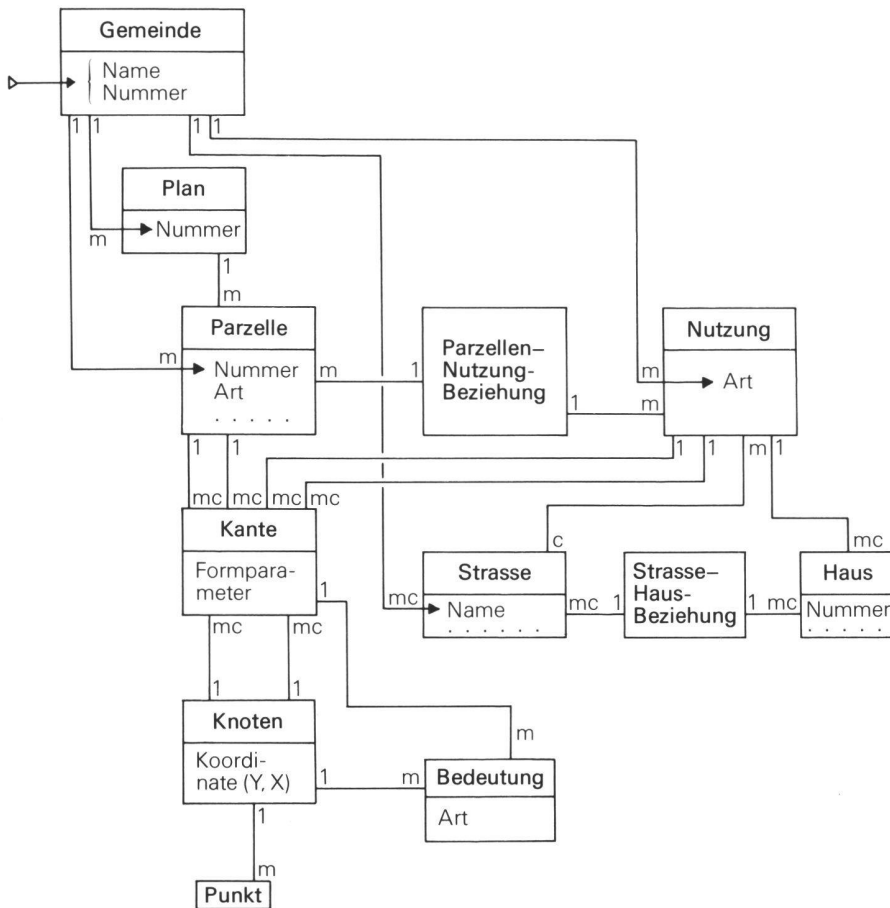 Gemeinde
Name
Nummer
1 1 1 1
Plan
m Nummer
1
m
Parzelle
m Nummer m
Art
. . . . .
1 Parzellen–
Nutzung-
Beziehung 1
Nutzung
m Art
m
1 1 1 1 m 1
mc mc mc mc
Kante
Formpara-
meter 1
mc mc
c
Strasse
mc Name mc
. . . . . .
1 Strasse–
Haus-
Beziehung 1
mc
Haus
mc Nummer
. . . . .
1 1
Knoten
Koordi-
nate (Y, X) 1
1
m
m Bedeutung
Art
m
Punkt